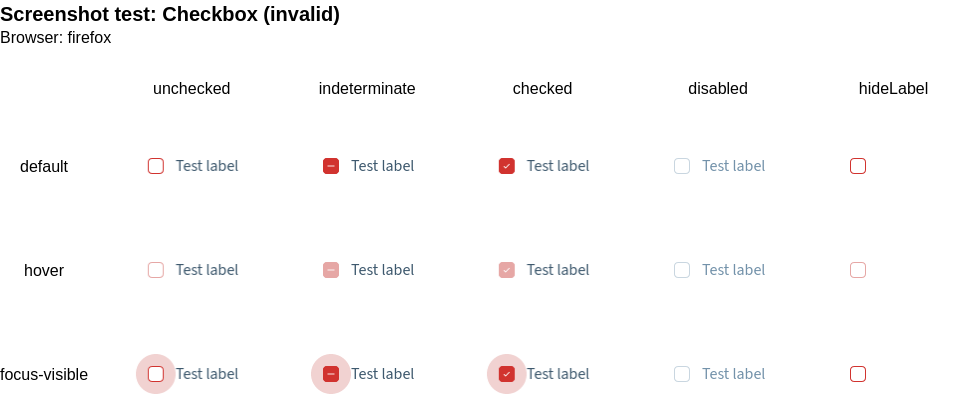 Screenshot test: Checkbox (invalid)
Browser: firefox
unchecked indeterminate checked disabled hideLabel
default Test label Test label Test label Test label
hover Test label Test label Test label Test label
focus-visible Test label Test label Test label Test label